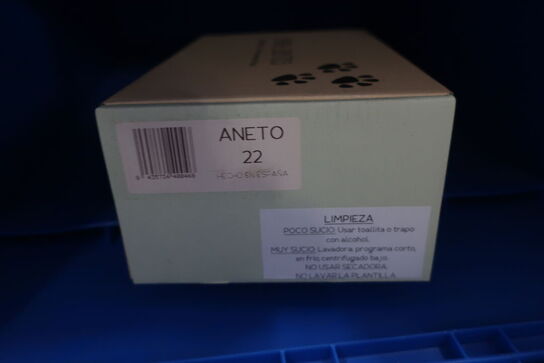 ANETO
22
HECHO EN ESPAÑA
LIMPIEZA
POCO SUCIO: Usar toallita o trapo
con alcohol.
MUY SUCIO: Lavadora: programa corto,
en frío, centrifugado bajo.
NO USAR SECADORA.
NO LAVAR LA PLANTILLA.